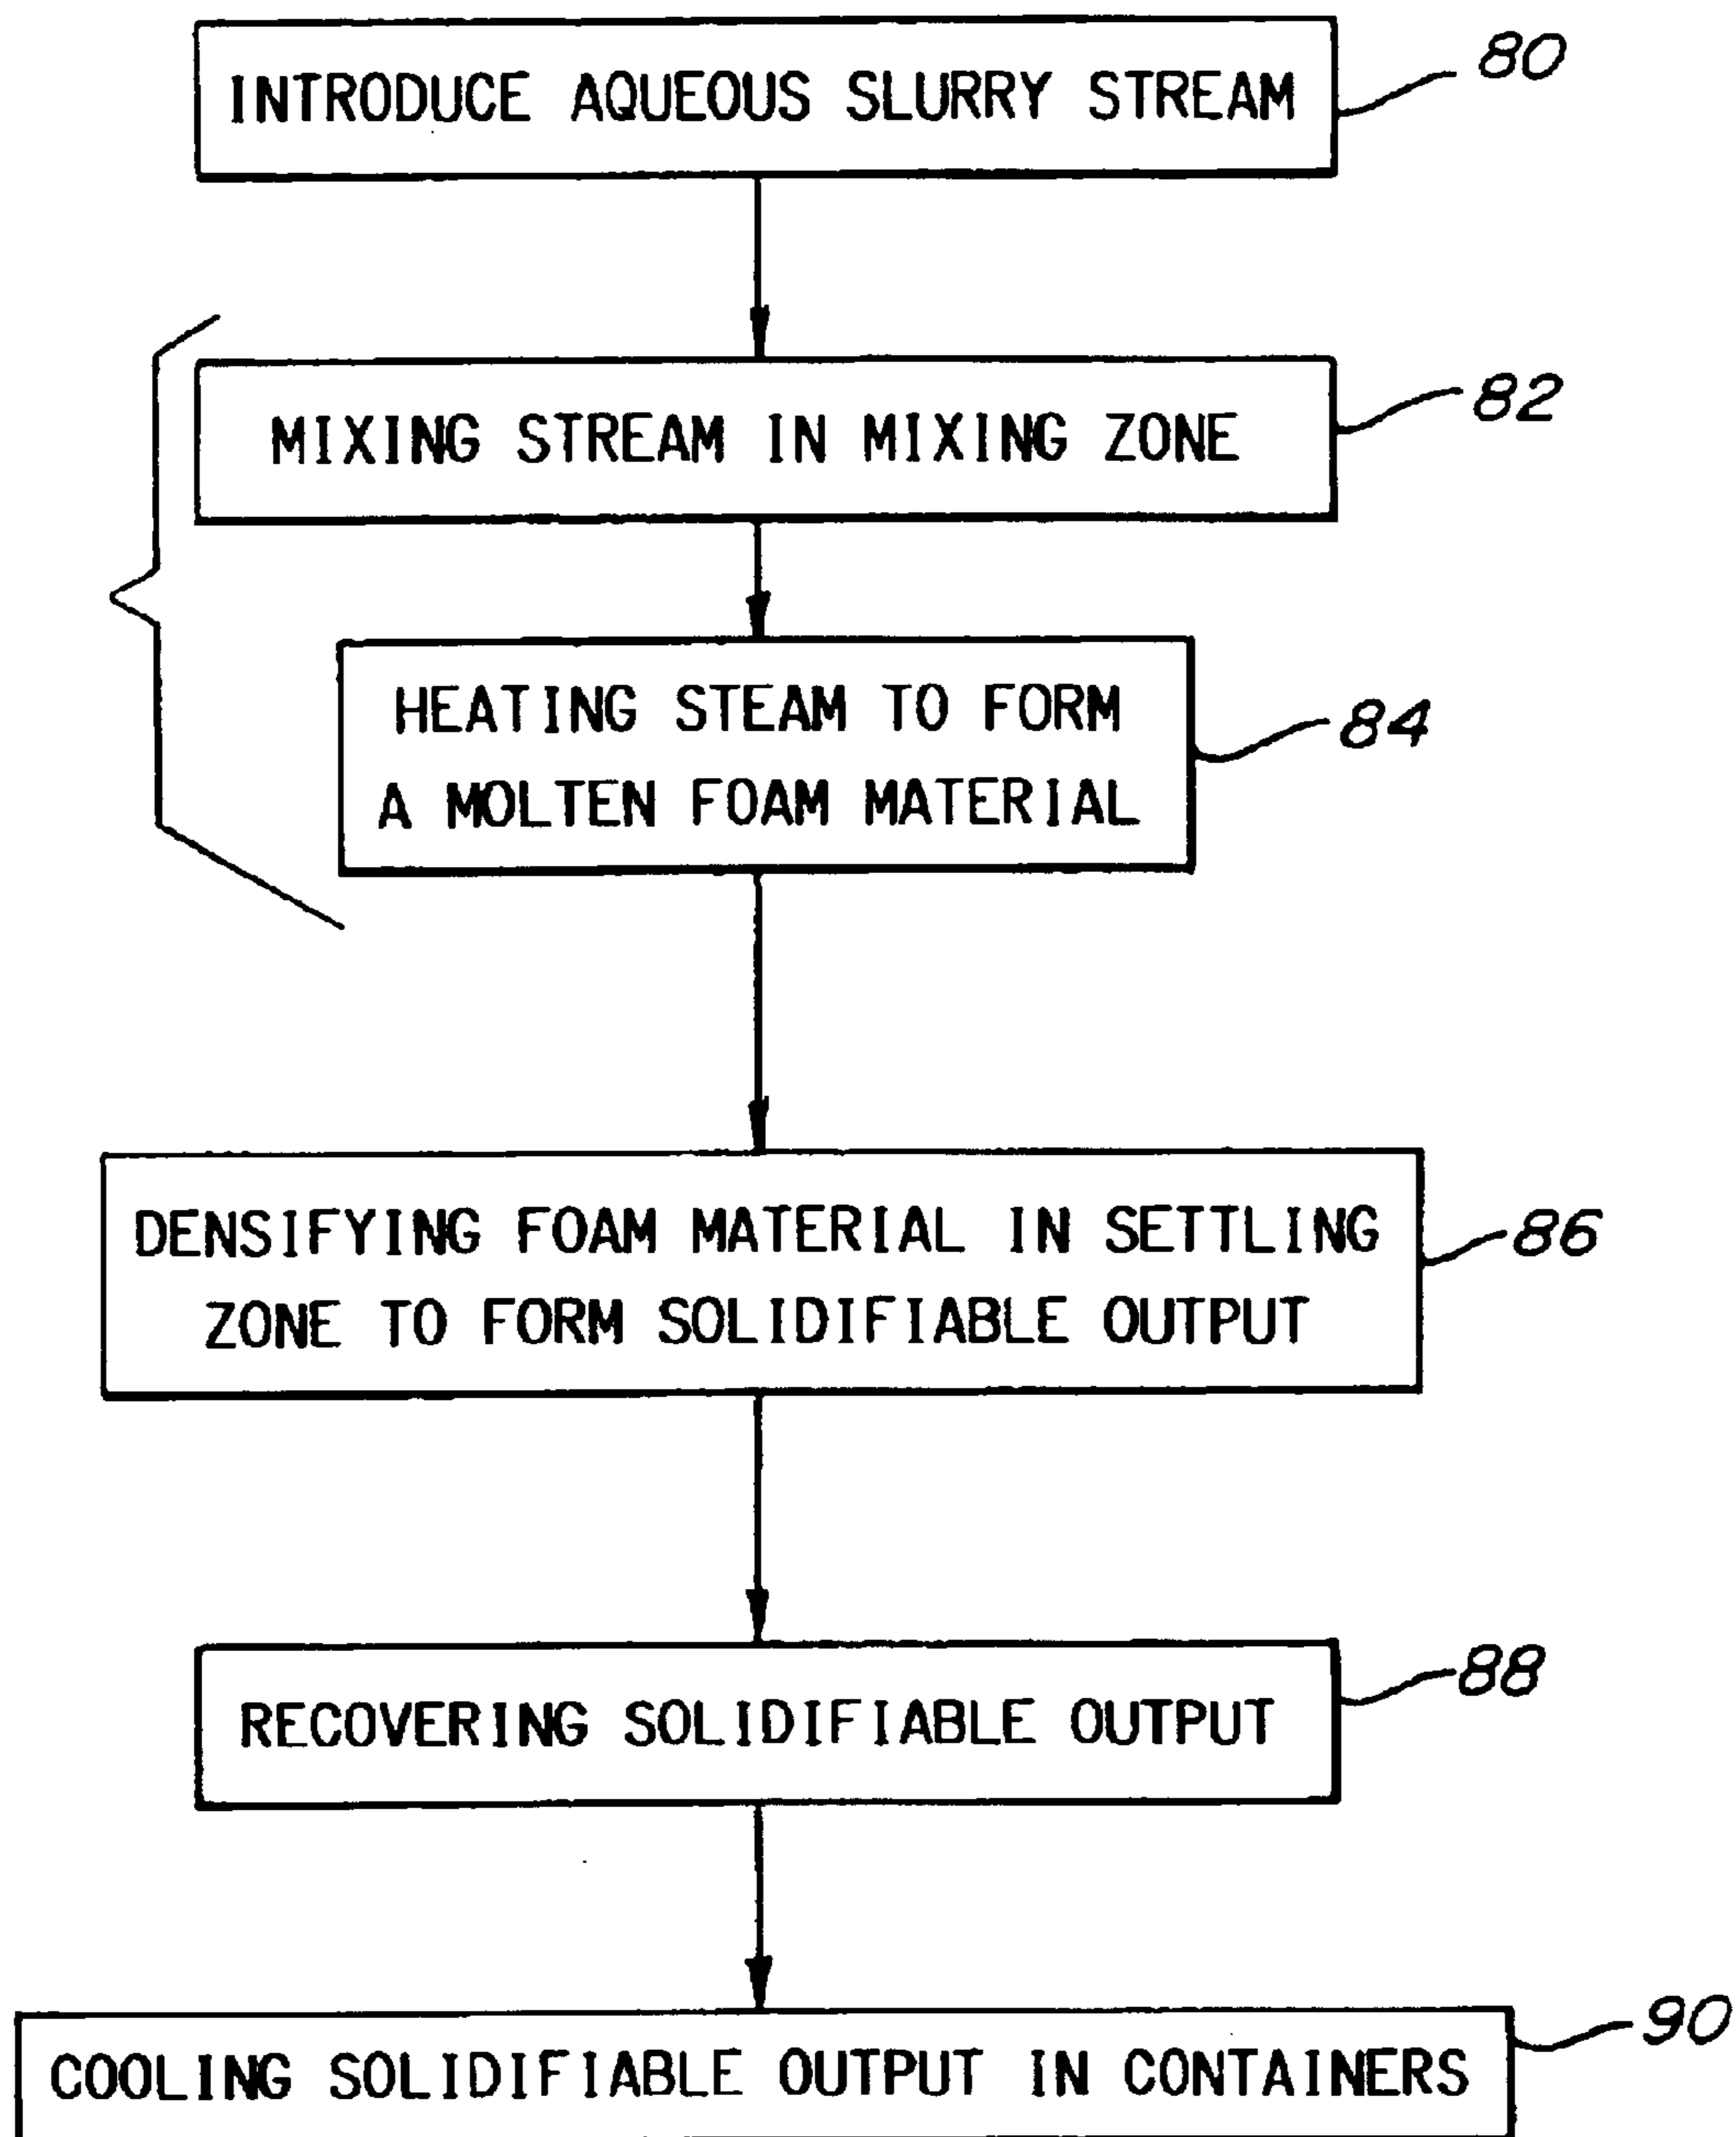 INTRODUCE AQUEOUS SLURRY STREAM
80
MIXING STREAM IN MIXING ZONE
82
HEATING STEAM TO FORM
A MOLTEN FOAM MATERIAL
84
DENSIFYING FOAM MATERIAL IN SETTLING
ZONE TO FORM SOLIDIFIABLE OUTPUT
86
RECOVERING SOLIDIFIABLE OUTPUT
88
COOLING SOLIDIFIABLE OUTPUT IN CONTAINERS
90